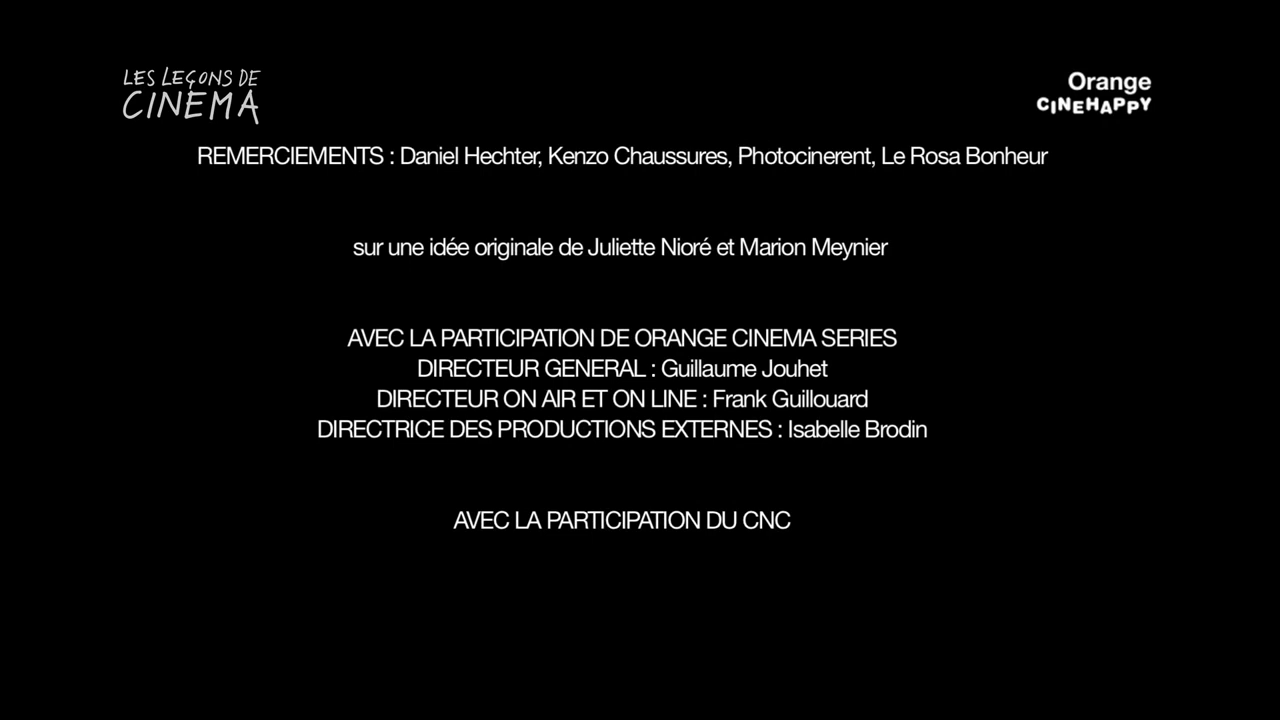 LES LEÇONS DE
CINEMA
Orange
CINEHAPPY
REMERCIEMENTS : Daniel Hechter, Kenzo Chaussures, Photocinerent, Le Rosa Bonheur
sur une idée originale de Juliette Nioré et Marion Meynier
AVEC LA PARTICIPATION DE ORANGE CINEMA SERIES
DIRECTEUR GENERAL : Guillaume Jouhet
DIRECTEUR ON AIR ET ON LINE : Frank Guillouard
DIRECTRICE DES PRODUCTIONS EXTERNES : Isabelle Brodin
AVEC LA PARTICIPATION DU CNC